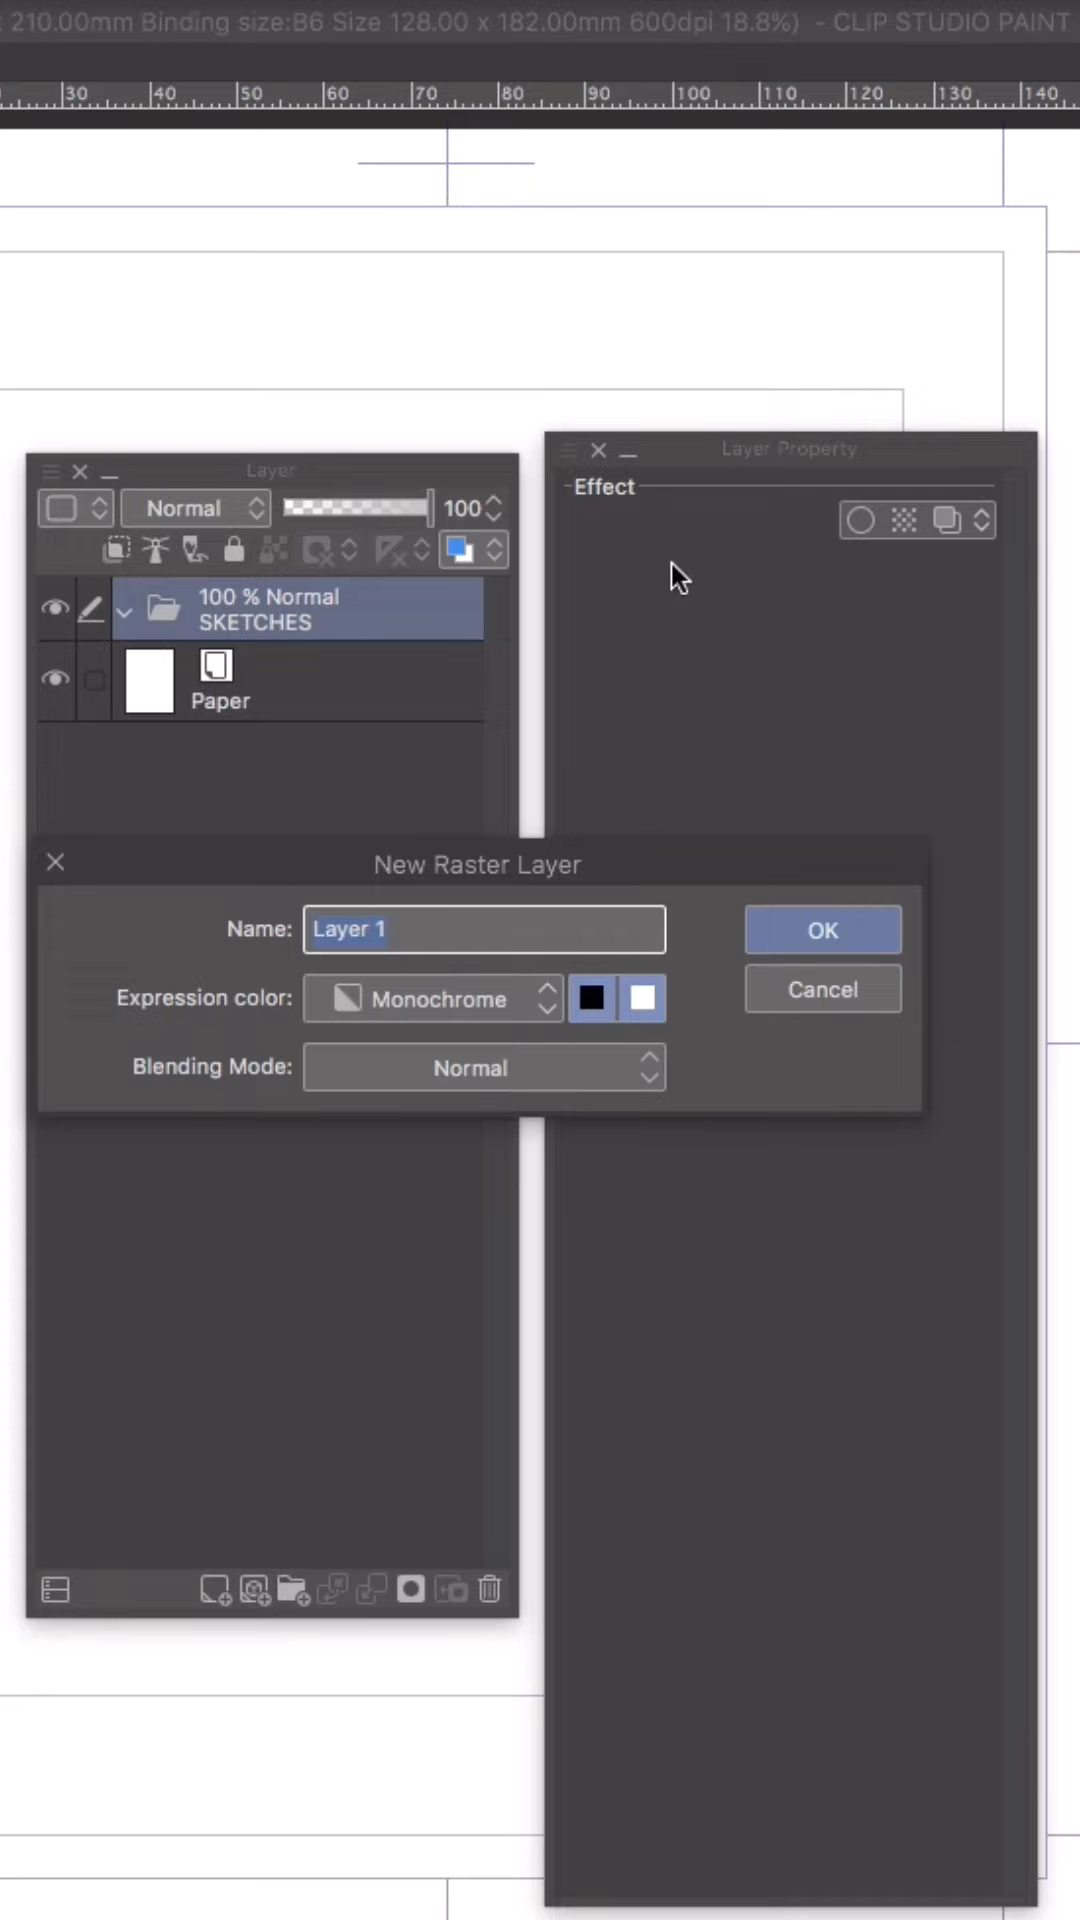 : 210.00mm Binding size:B6 Size 128.00 x 182.00mm 600dpi 18.8%) - CLIP STUDIO PAINT
30 40 50 60 70 80 90 100 110 120 130 140
Layer Property
Layer
Effect
Normal 100
100 % Normal
SKETCHES
Paper
New Raster Layer
Name: Layer 1 OK
Expression color: Monochrome Cancel
Blending Mode: Normal